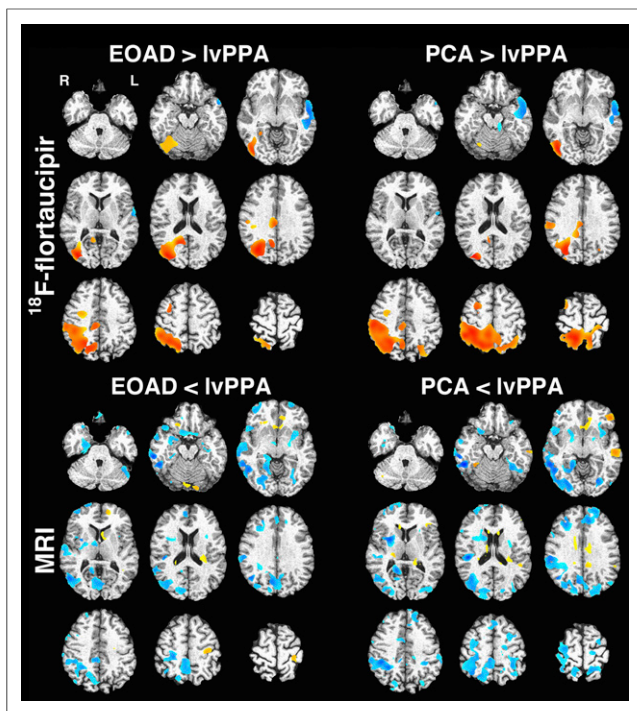 EOAD > lvPPA
PCA > lvPPA
R
L
18F-flortaucipir
EOAD < lvPPA
PCA < lvPPA
MRI